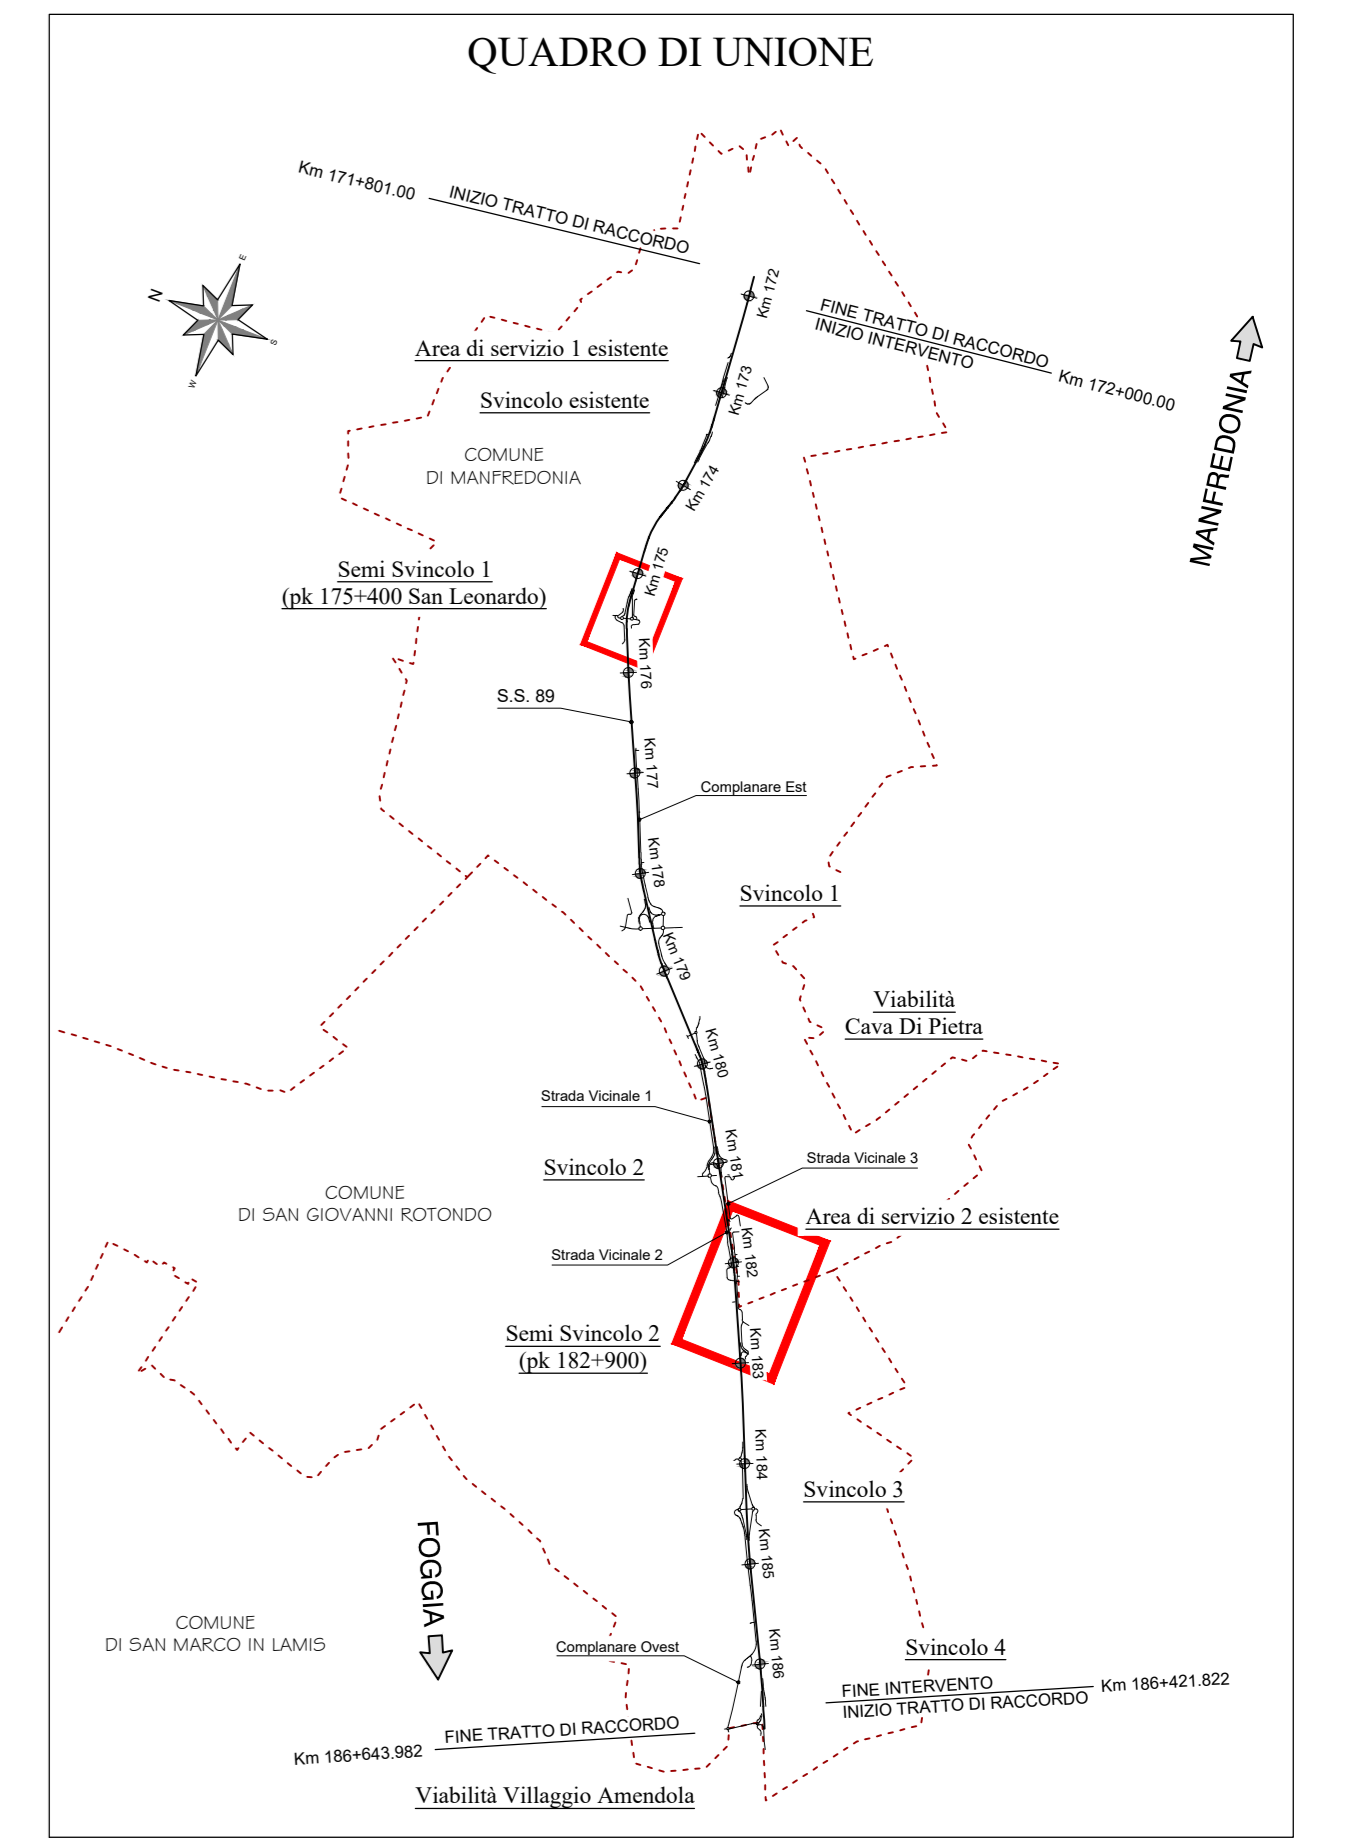 QUADRO DI UNIONE
Km 171+801.00
INIZIO TRATTO DI RACCORDO
Km 172
FINE TRATTO DI RACCORDO
INIZIO INTERVENTO
Km 172+000.00
N
E
S
W
MANFREDONIA
Area di servizio 1 esistente
Km 173
Svincolo esistente
COMUNE
DI MANFREDONIA
Km 174
Semi Svincolo 1
(pk 175+400 San Leonardo)
Km 175
Km 176
S.S. 89
Km 177
Complanare Est
Km 178
Svincolo 1
Km 179
Viabilità
Cava Di Pietra
Km 180
Strada Vicinale 1
Km 181
Strada Vicinale 3
Svincolo 2
COMUNE
DI SAN GIOVANNI ROTONDO
Area di servizio 2 esistente
Strada Vicinale 2
Km 182
Semi Svincolo 2
(pk 182+900)
Km 183
Km 184
Svincolo 3
FOGGIA
Km 185
COMUNE
DI SAN MARCO IN LAMIS
Complanare Ovest
Km 186
Svincolo 4
FINE INTERVENTO
INIZIO TRATTO DI RACCORDO
Km 186+421.822
FINE TRATTO DI RACCORDO
Km 186+643.982
Viabilità Villaggio Amendola